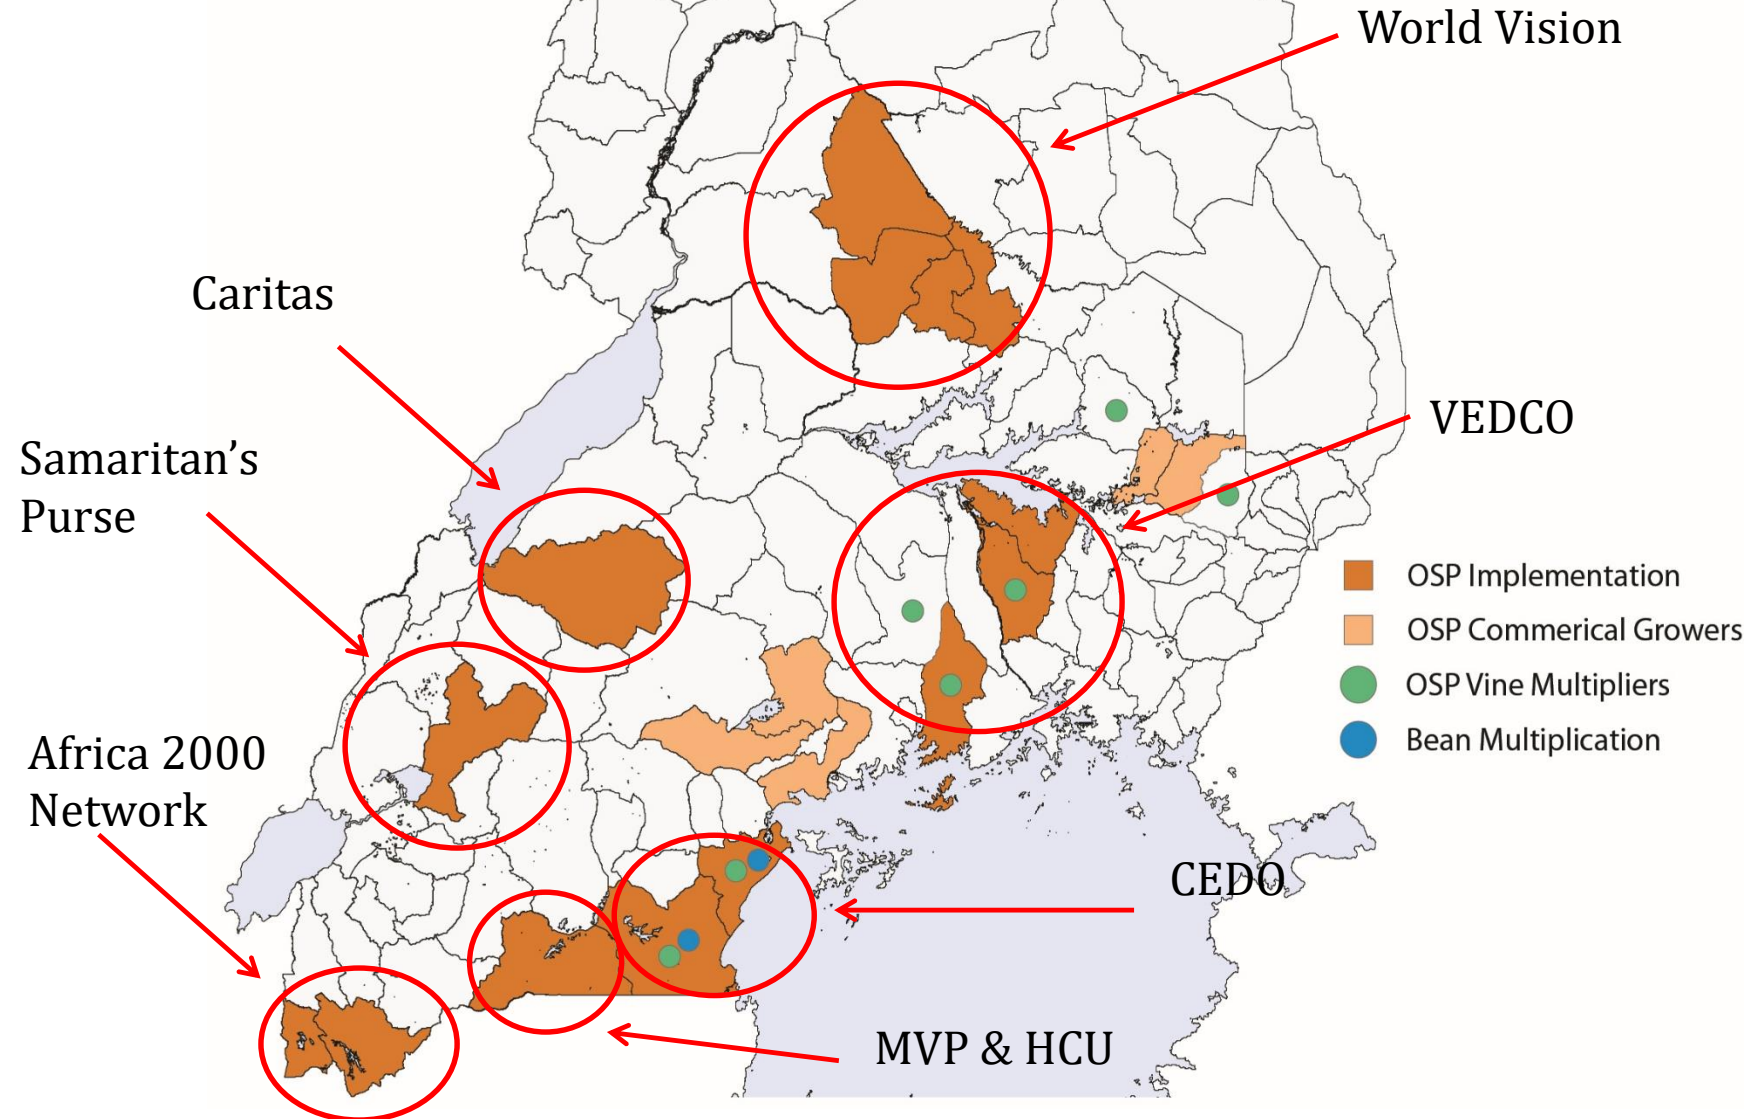 World Vision
Caritas
VEDCO
Samaritan’s
Purse
OSP Implementation
OSP Commerical Growers
OSP Vine Multipliers
Bean Multiplication
Africa 2000
Network
CEDO
MVP & HCU